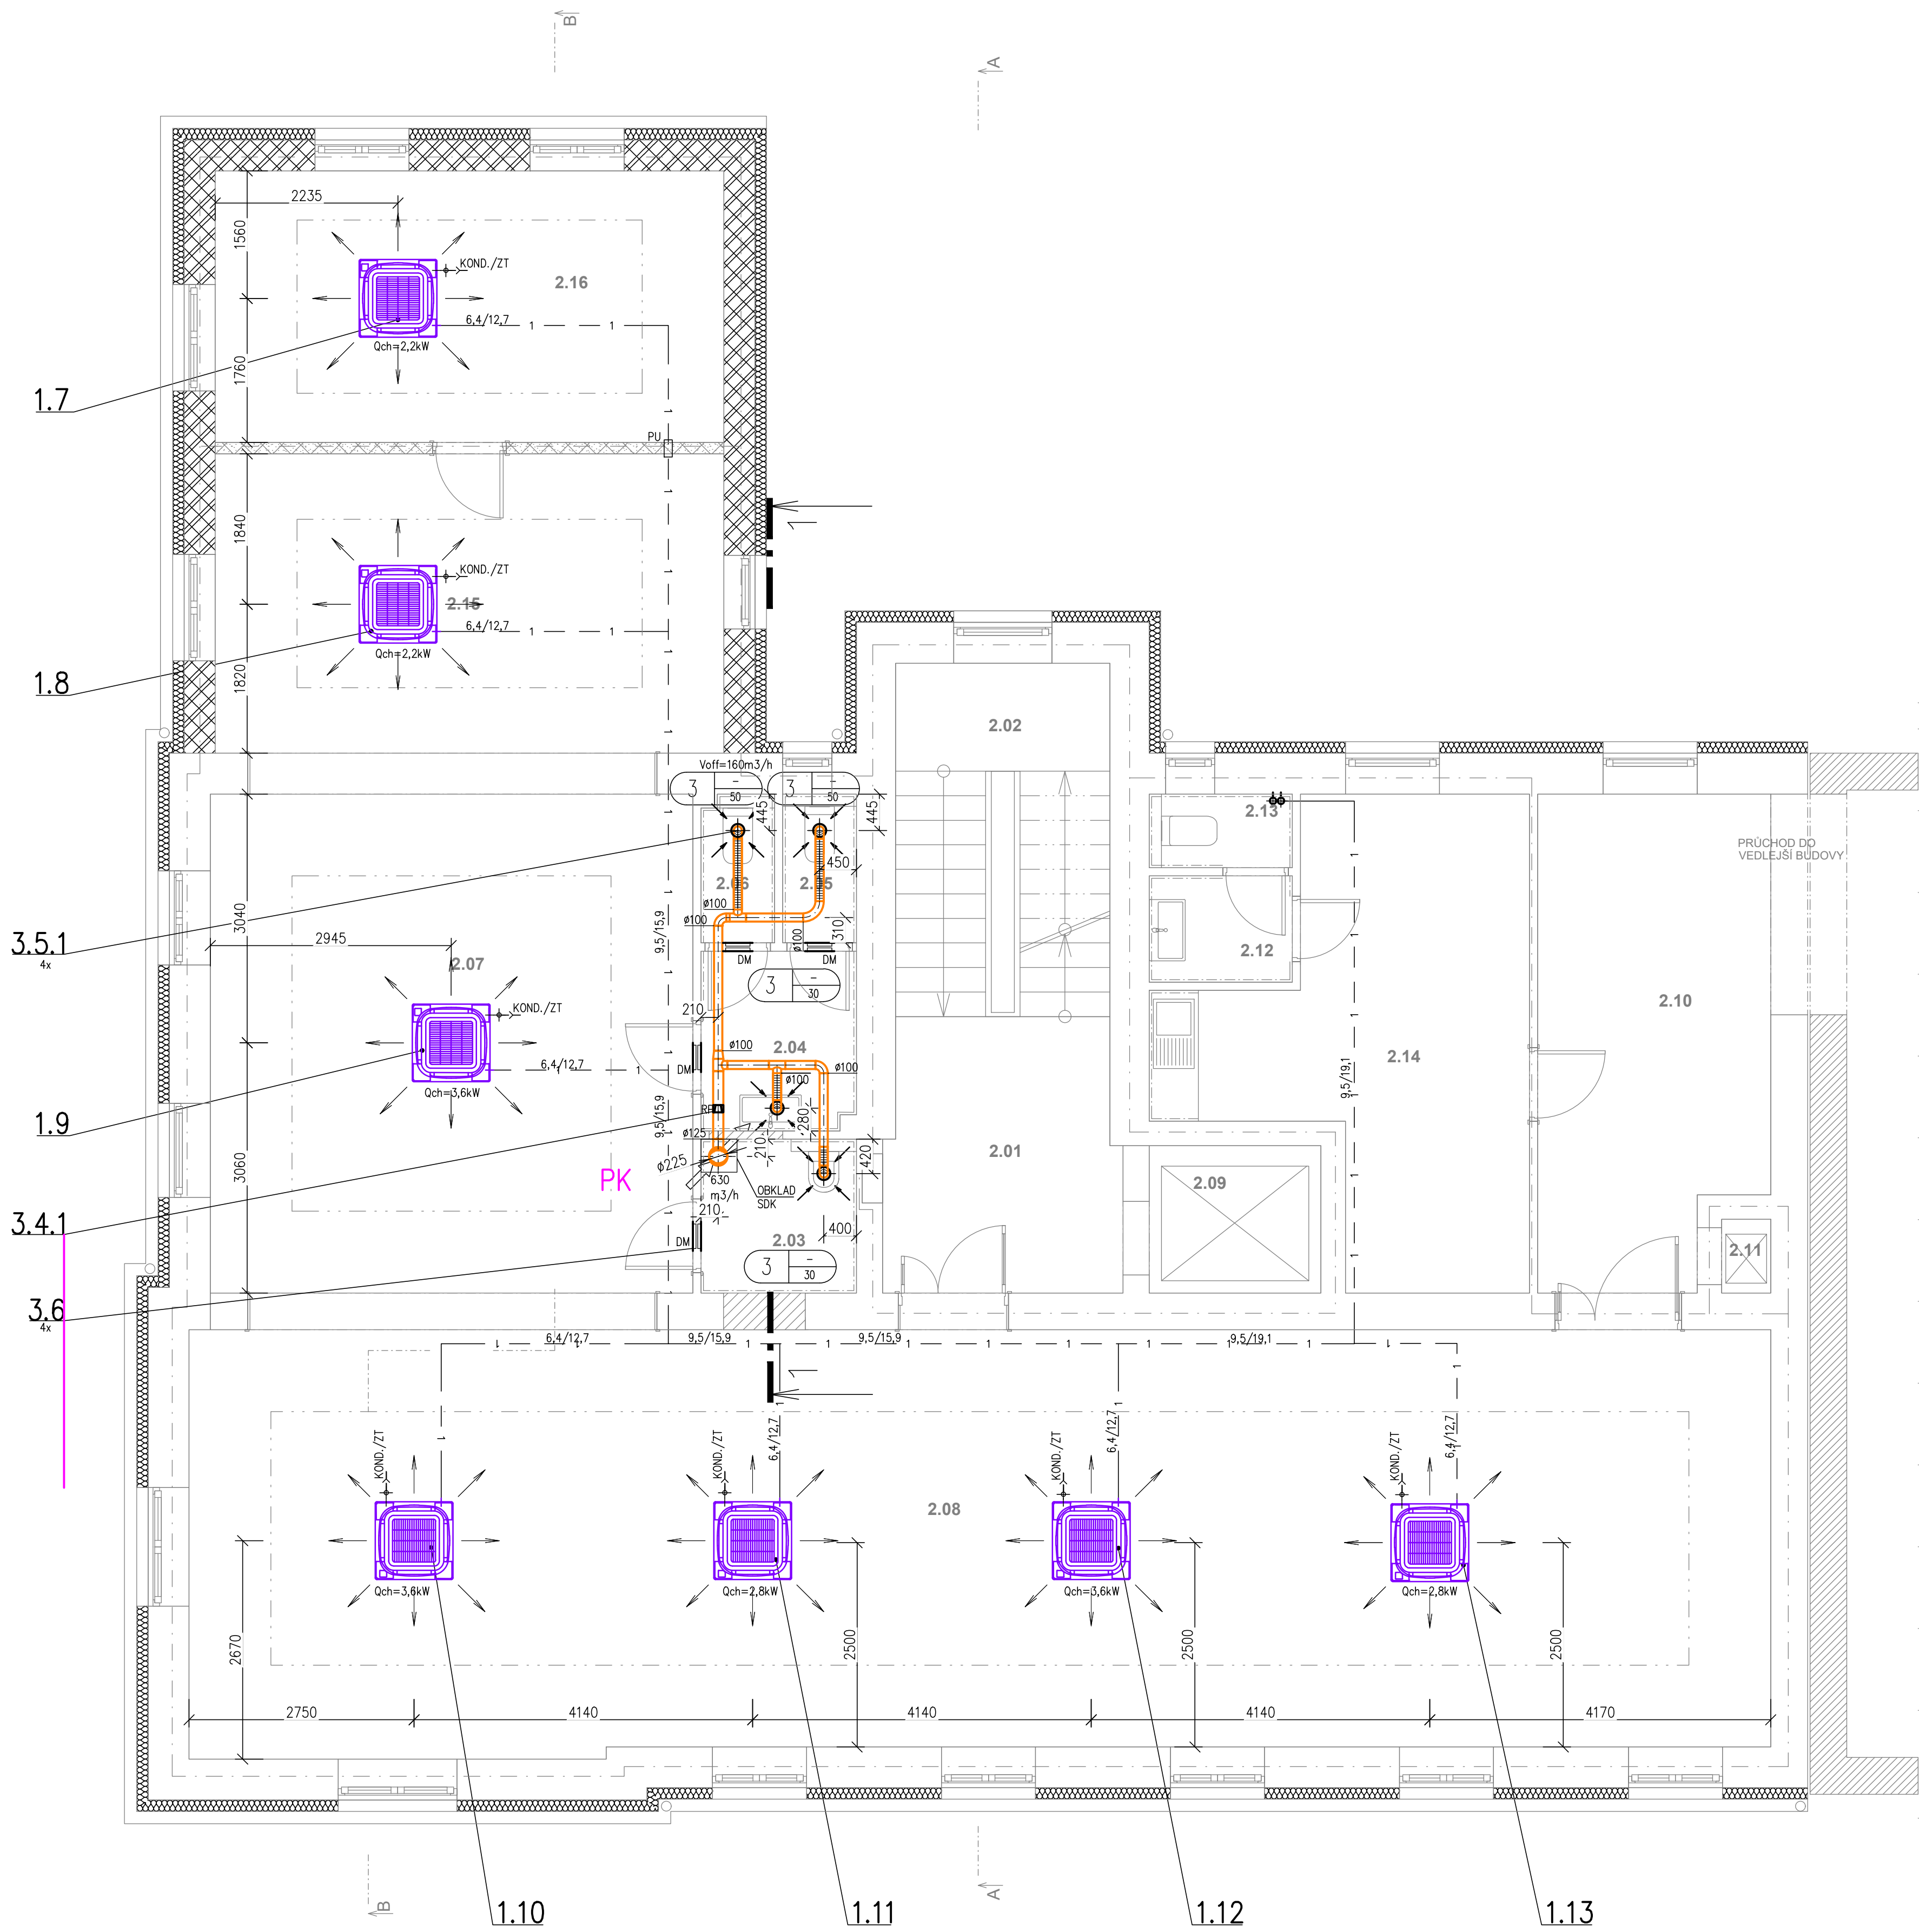 B
A
2235
1560
KOND./ZT
2.16
6,4/12,7
1
1
Qch=2,2kW
1760
1.7
1
PU
1
1840
1
KOND./ZT
2.15
6,4/12,7
1
1
Qch=2,2kW
1820
1.8
2.02
Voff=160m3/h
3
-
50
3
-
50
445
445
2.13
PRŮCHOD DO
VEDLEJŠÍ BUDOVY
450
2.06
2.05
ø100
ø100
ø100
310
3040
9,5/15,9
2945
3.5.1
4x
2.07
DM
DM
2.12
3
-
30
2.10
KOND./ZT
210
ø100
2.04
2.14
6,4/12,7
1
DM
ø100
ø100
Qch=3,6kW
9,5/19,1
1.9
9,5/15,9
280
ø125
210
420
2.01
ø225
PK
630
m3/h
OBKLAD
SDK
2.09
3060
210
400
3.4.1
DM
2.03
2.11
3
-
30
3.6
4x
6,4/12,7
9,5/15,9
9,5/15,9
9,5/19,1
1
KOND./ZT
KOND./ZT
6,4/12,7
KOND./ZT
6,4/12,7
KOND./ZT
6,4/12,7
2.08
Qch=3,6kW
Qch=2,8kW
Qch=3,6kW
Qch=2,8kW
2670
2500
2500
2500
2750
4140
4140
4140
4170
B
A
1.10
1.11
1.12
1.13